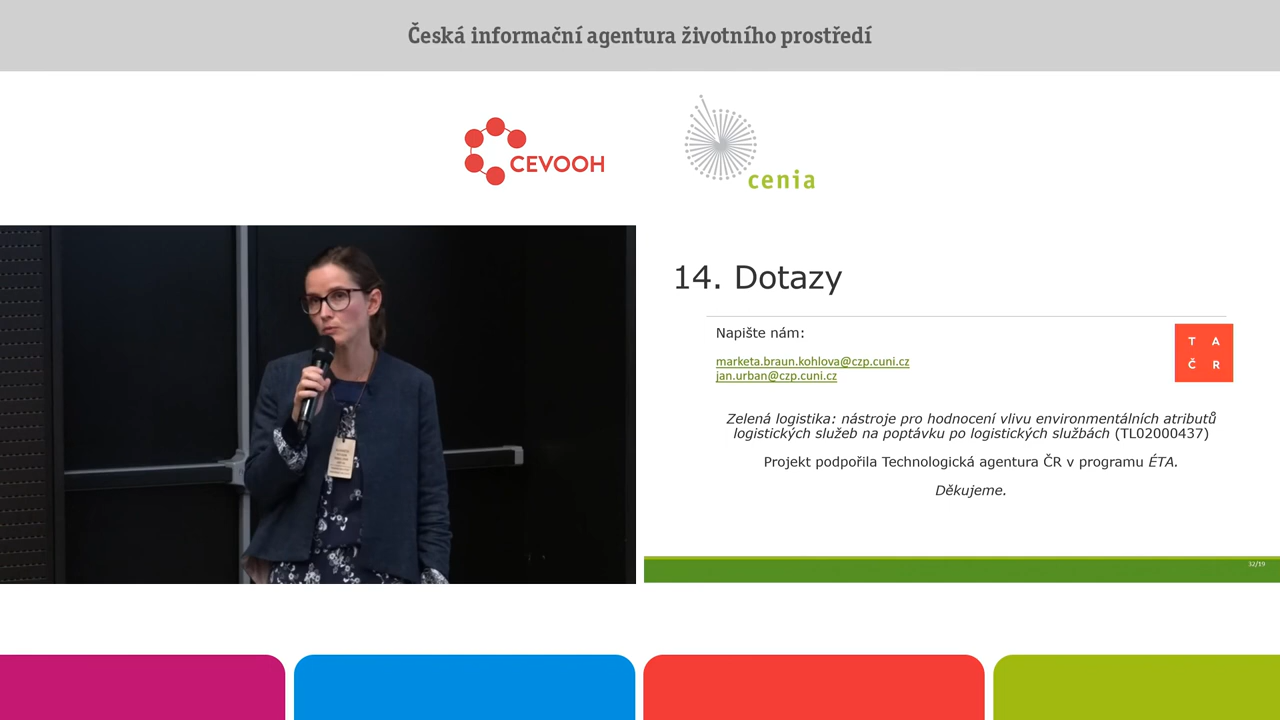 Česká informační agentura životního prostředí
CEVOOH
cenia
14. Dotazy
Napište nám:
marketa.braun.kohlova@czp.cuni.cz
jan.urban@czp.cuni.cz
T A
Č R
Zelená logistika: nástroje pro hodnocení vlivu environmentálních atributů
logistických služeb na poptávku po logistických službách (TL02000437)
Projekt podpořila Technologická agentura ČR v programu ÉTA.
Děkujeme.
32/19